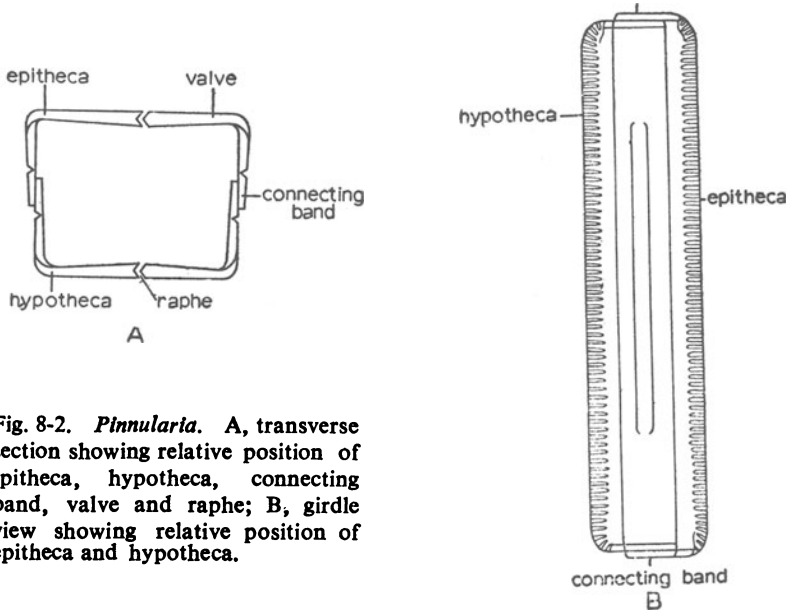 epitheca valve
connecting
band
hypotheca raphe
A
Fig. 8-2. Pinnularia. A, transverse
section showing relative position of
epitheca, hypotheca, connecting
band, valve and raphe; B, girdle
view showing relative position of
epitheca and hypotheca.
hypotheca
epitheca
connecting band
B